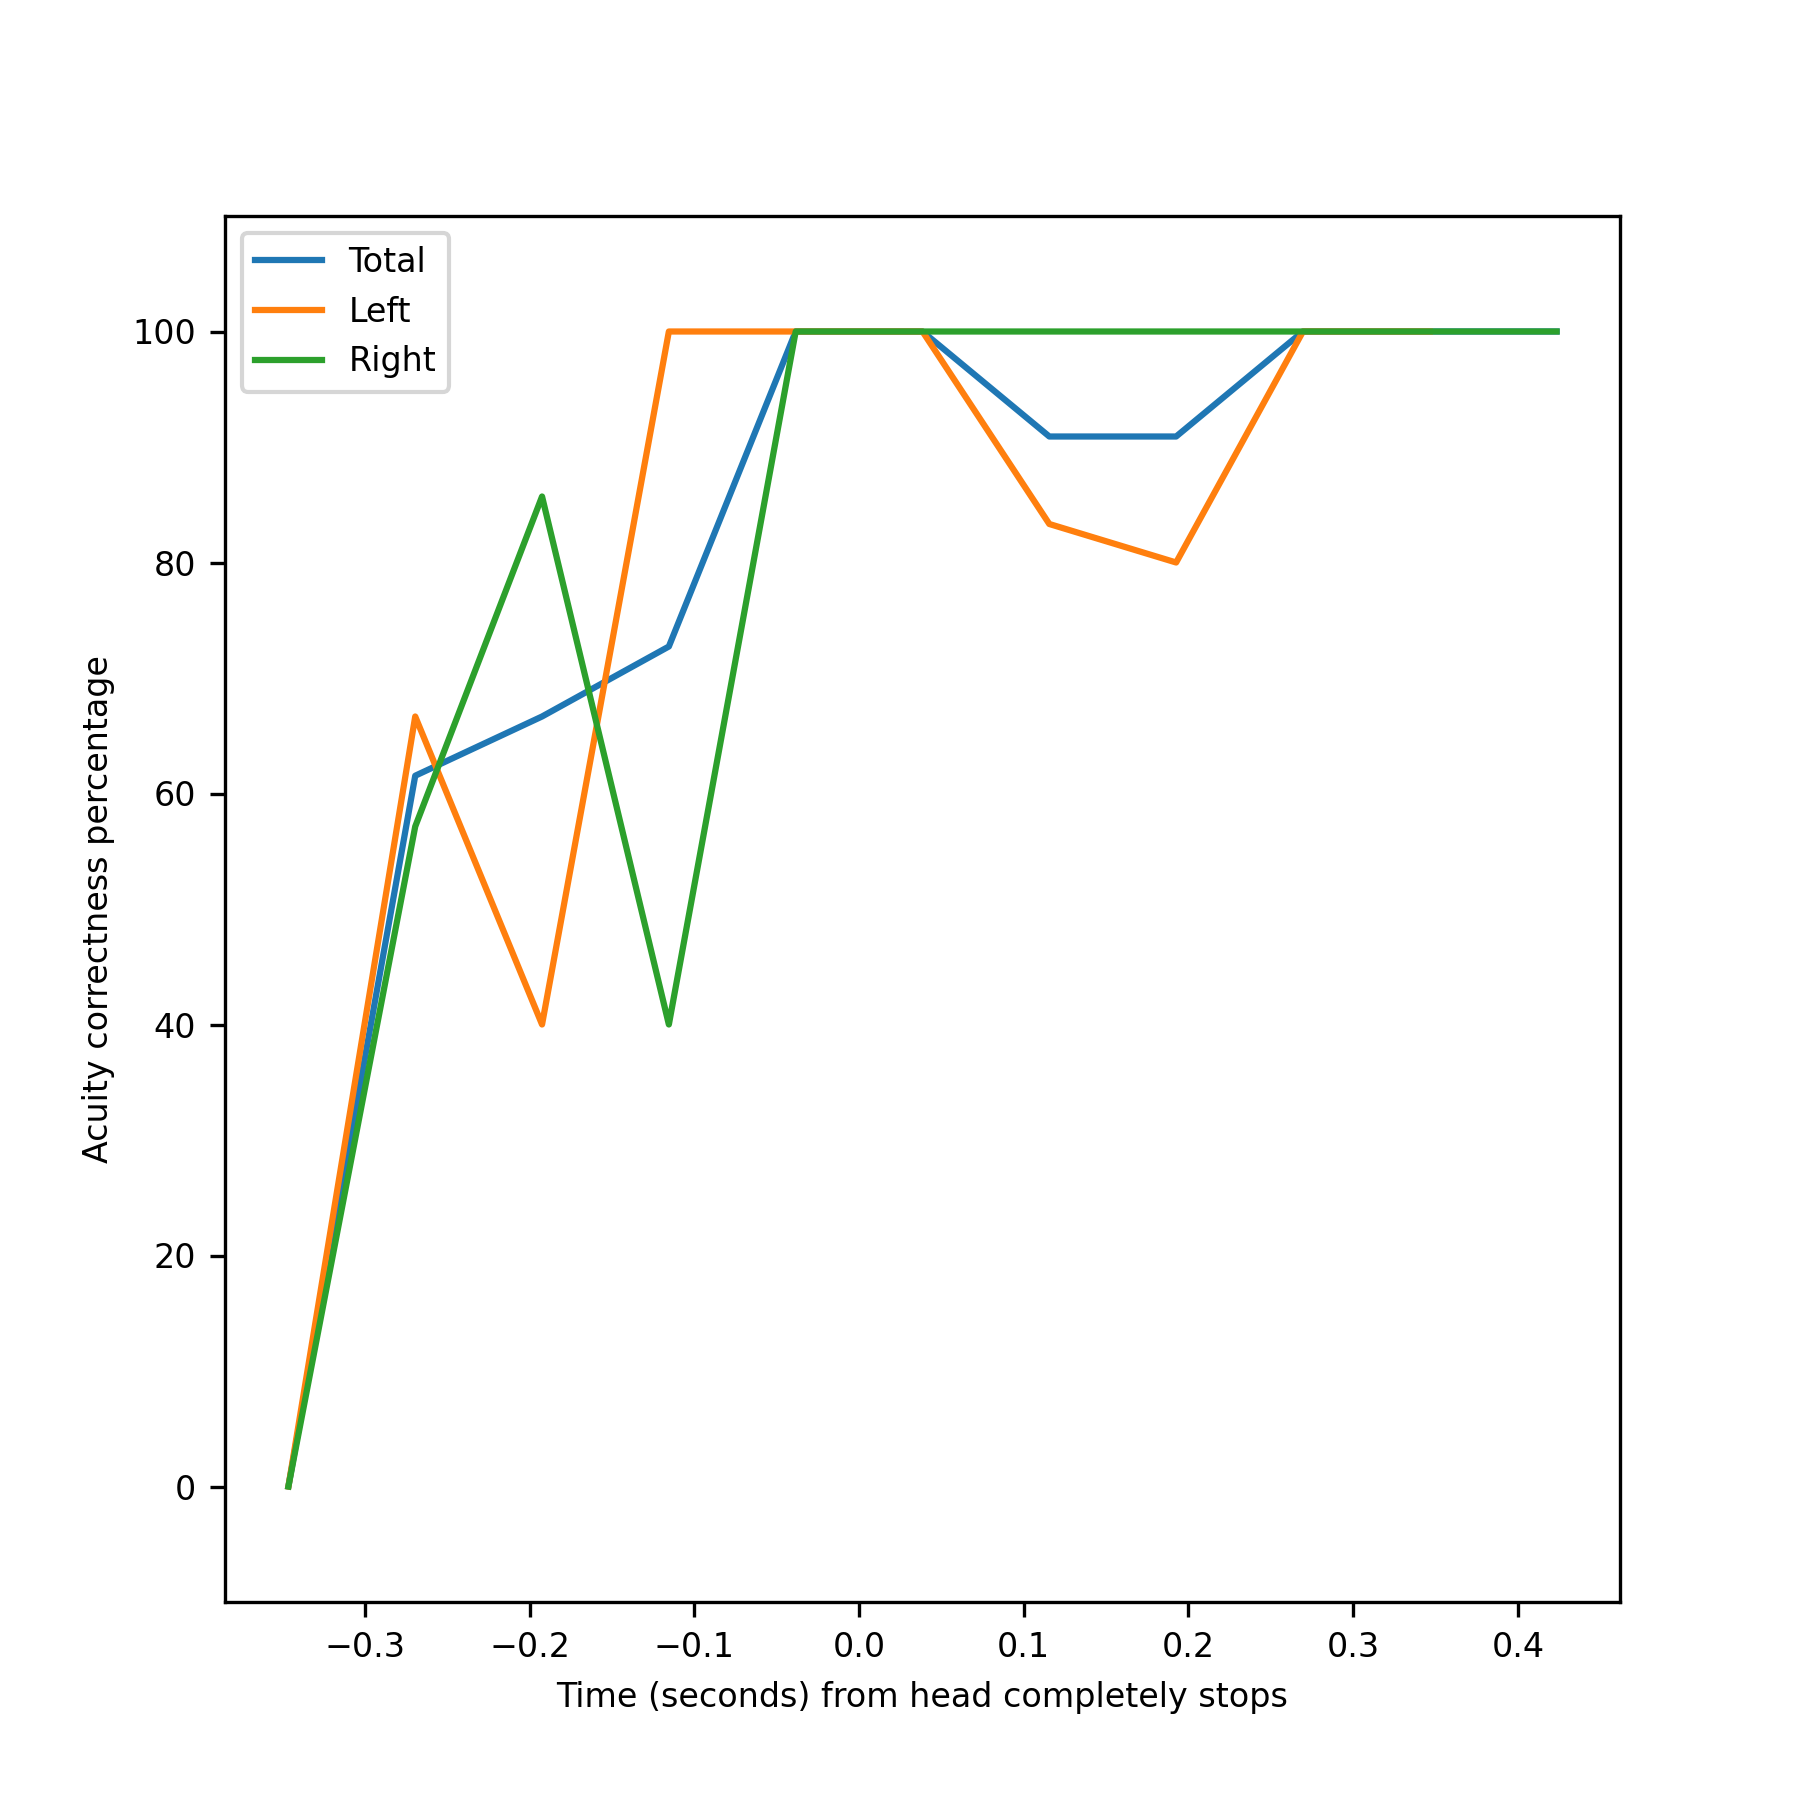 Total
Left
Right
100
80
60
40
20
0
Acuity correctness percentage
−0.3 −0.2 −0.1 0.0 0.1 0.2 0.3 0.4
Time (seconds) from head completely stops